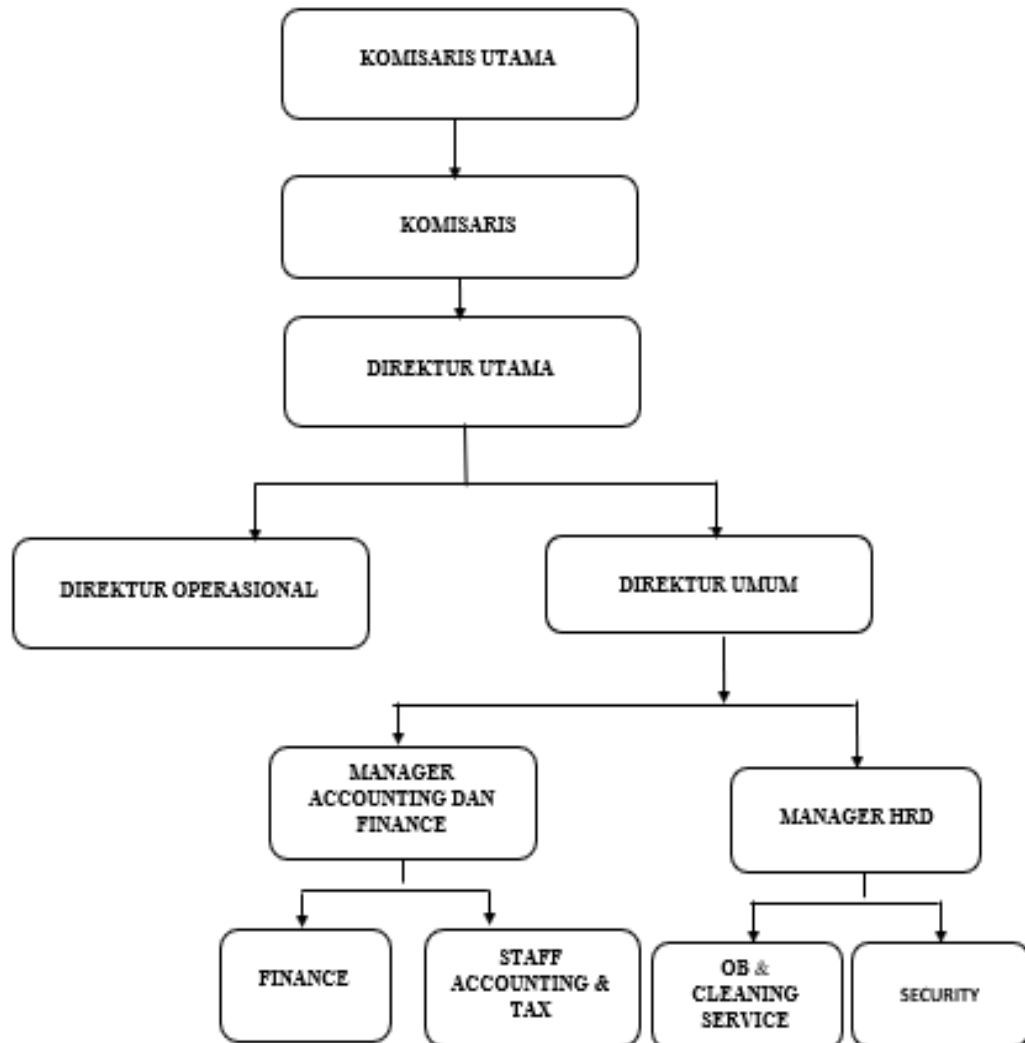 KOMISARIS UTAMA
KOMISARIS
DIREKTUR UTAMA
DIREKTUR OPERASIONAL
DIREKTUR UMUM
MANAGER
ACCOUNTING DAN
FINANCE
MANAGER HRD
FINANCE
STAFF
ACCOUNTING &
TAX
OB &
CLEANING
SERVICE
SECURITY